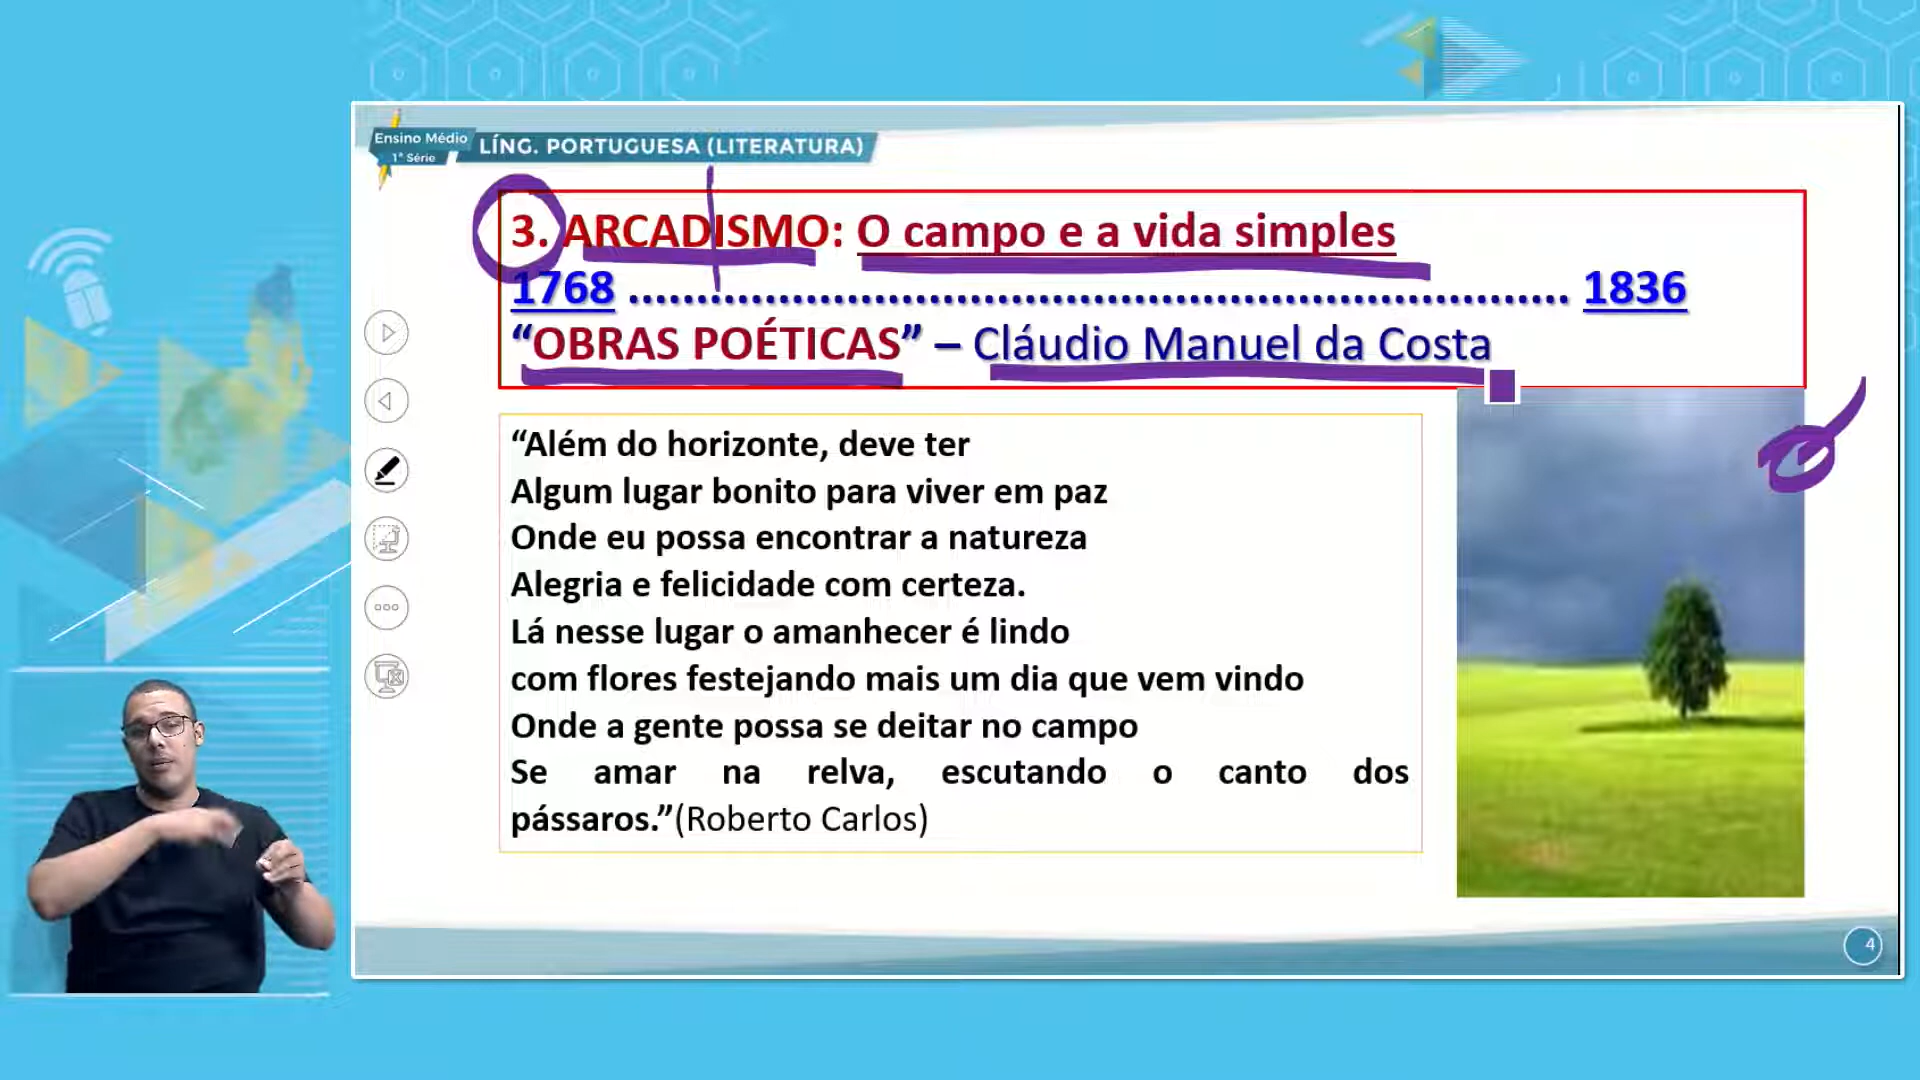 Ensino Médio
1ª Série
LÍNG. PORTUGUESA (LITERATURA)
3. ARCADISMO: O campo e a vida simples
1768 ...................................................................... 1836
“OBRAS POÉTICAS” – Cláudio Manuel da Costa
“Além do horizonte, deve ter
Algum lugar bonito para viver em paz
Onde eu possa encontrar a natureza
Alegria e felicidade com certeza.
Lá nesse lugar o amanhecer é lindo
com flores festejando mais um dia que vem vindo
Onde a gente possa se deitar no campo
Se amar na relva, escutando o canto dos
pássaros.”(Roberto Carlos)
4